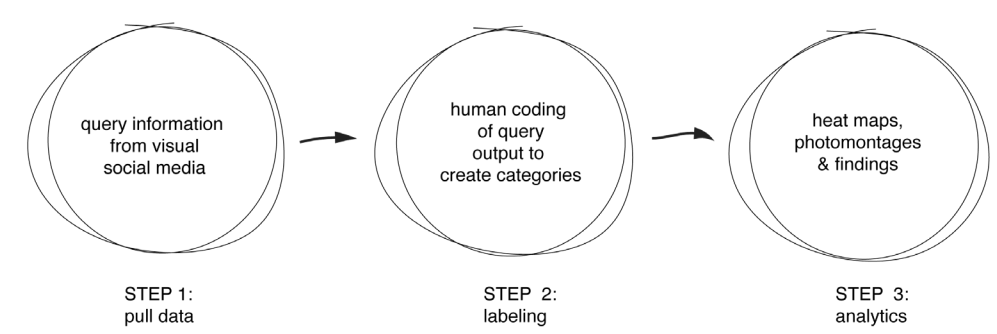 query information
from visual
social media
human coding
of query
output to
create categories
heat maps,
photomontages
& findings
STEP 1:
pull data
STEP 2:
labeling
STEP 3:
analytics